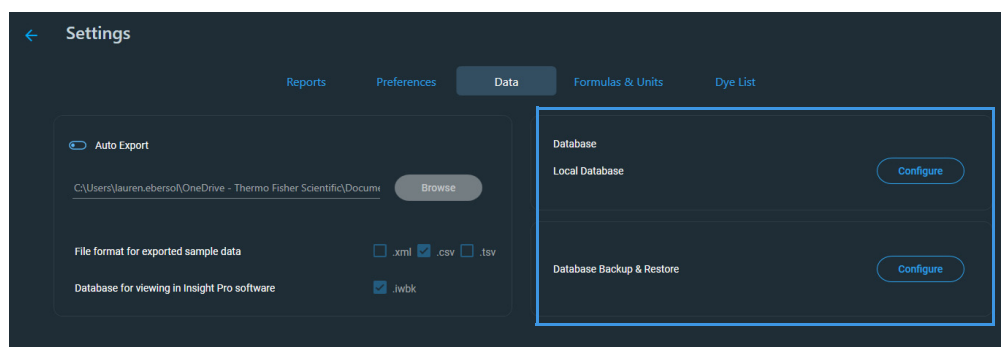 Settings
Reports Preferences Data Formulas & Units Dye List
Auto Export
C:\Users\lauren.ebersol\OneDrive - Thermo Fisher Scientific\Docume
Browse
File format for exported sample data
.xml .csv .tsv
Database for viewing in Insight Pro software
.iwbk
Database
Local Database
Configure
Database Backup & Restore
Configure